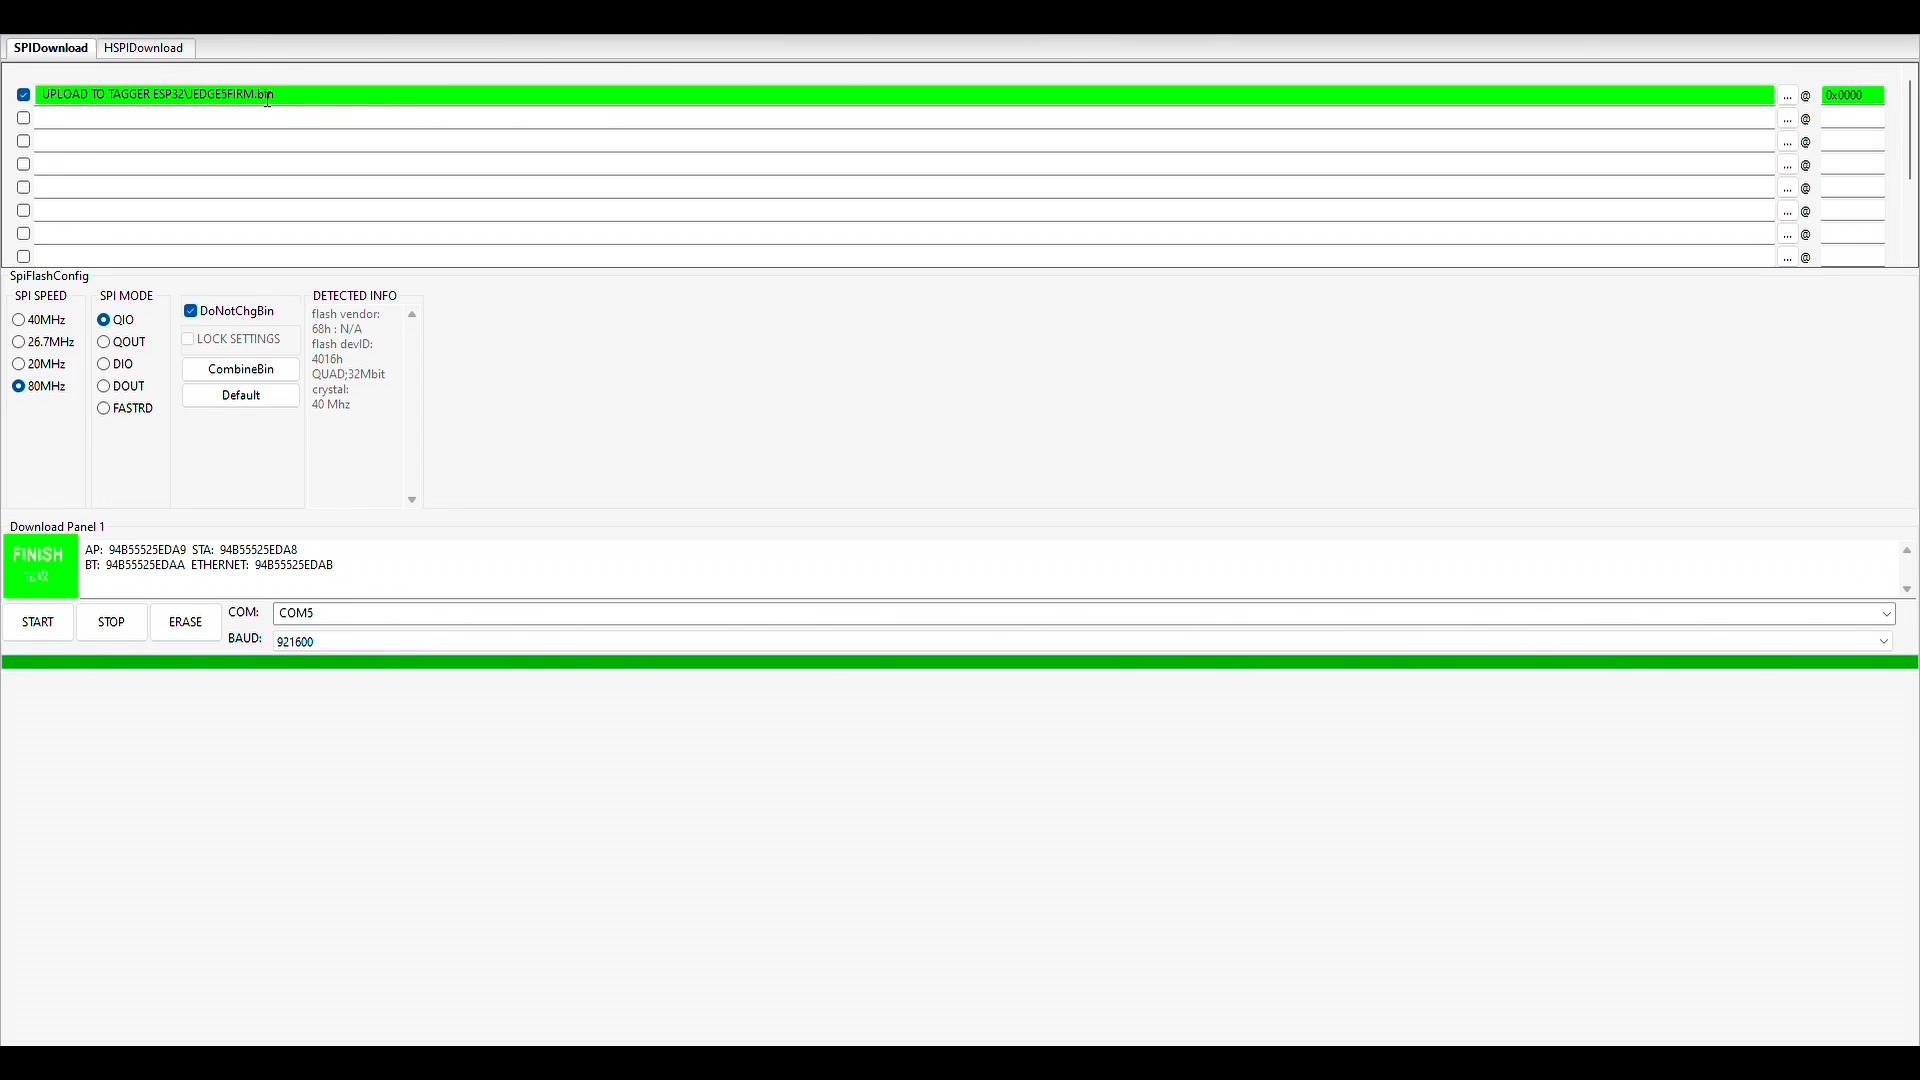 SPIDownload HSPIDownload
UPLOAD TO TAGGER ESP32\JEDGE5FIRM.bin ... @ 0x0000
... @
... @
... @
... @
... @
... @
... @
SpiFlashConfig
SPI SPEED
40MHz
26.7MHz
20MHz
80MHz
SPI MODE
QIO
QOUT
DIO
DOUT
FASTRD
DoNotChgBin
LOCK SETTINGS
CombineBin
Default
DETECTED INFO
flash vendor:
68h : N/A
flash devID:
4016h
QUAD;32Mbit
crystal:
40 Mhz
Download Panel 1
FINISH
完成
AP: 94B55525EDA9 STA: 94B55525EDA8
BT: 94B55525EDAA ETHERNET: 94B55525EDAB
START STOP ERASE
COM: COM5
BAUD: 921600